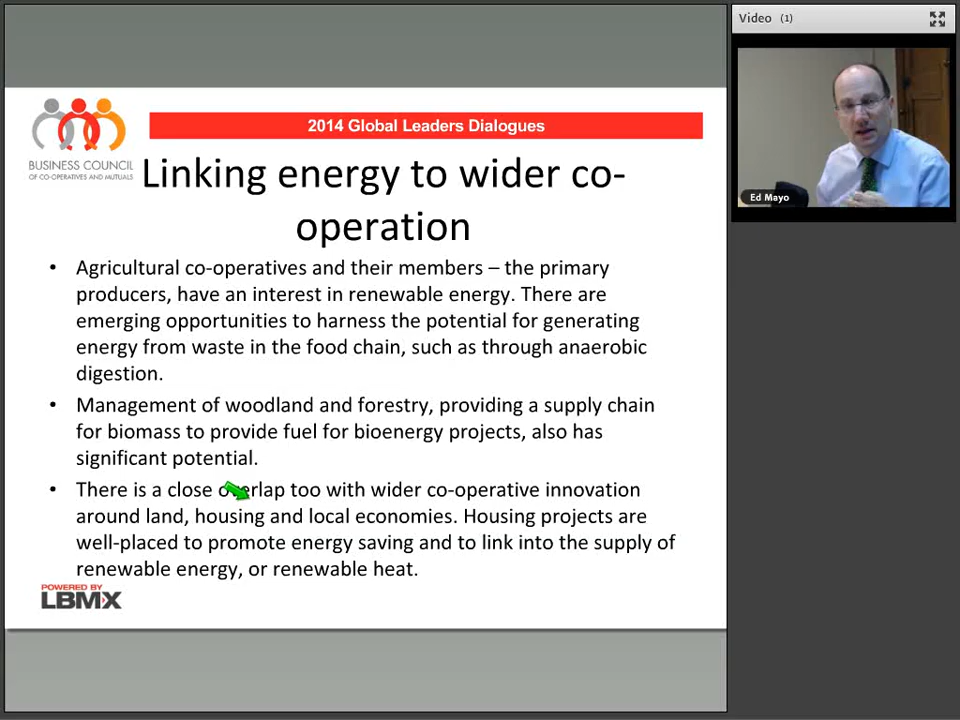 Video (1)
Ed Mayo
2014 Global Leaders Dialogues
BUSINESS COUNCIL
OF CO-OPERATIVES AND MUTUALS
Linking energy to wider co-
operation
• Agricultural co-operatives and their members – the primary
producers, have an interest in renewable energy. There are
emerging opportunities to harness the potential for generating
energy from waste in the food chain, such as through anaerobic
digestion.
• Management of woodland and forestry, providing a supply chain
for biomass to provide fuel for bioenergy projects, also has
significant potential.
• There is a close overlap too with wider co-operative innovation
around land, housing and local economies. Housing projects are
well-placed to promote energy saving and to link into the supply of
renewable energy, or renewable heat.
POWERED BY
LBMX